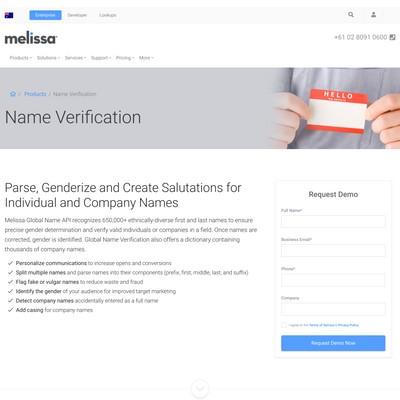 Enterprise Developer Lookups
melissa
+61 02 8091 0600
Products Solutions Services Support Pricing More
/ Products / Name Verification
Name Verification
HELLO
Parse, Genderize and Create Salutations for
Individual and Company Names
Melissa Global Name API recognizes 650,000+ ethnically-diverse first and last names to ensure
precise gender determination and verify valid individuals or companies in a field. Once names are
corrected, gender is identified. Global Name Verification also offers a dictionary containing
thousands of company names.
Personalize communications to increase opens and conversions
Split multiple names and parse names into their components (prefix, first, middle, last, and suffix)
Flag fake or vulgar names to reduce waste and fraud
Identify the gender of your audience for improved target marketing
Detect company names accidentally entered as a full name
Add casing for company names
Request Demo
Full Name*
Business Email*
Phone*
Company
I agree to the Terms of Service & Privacy Policy
Request Demo Now